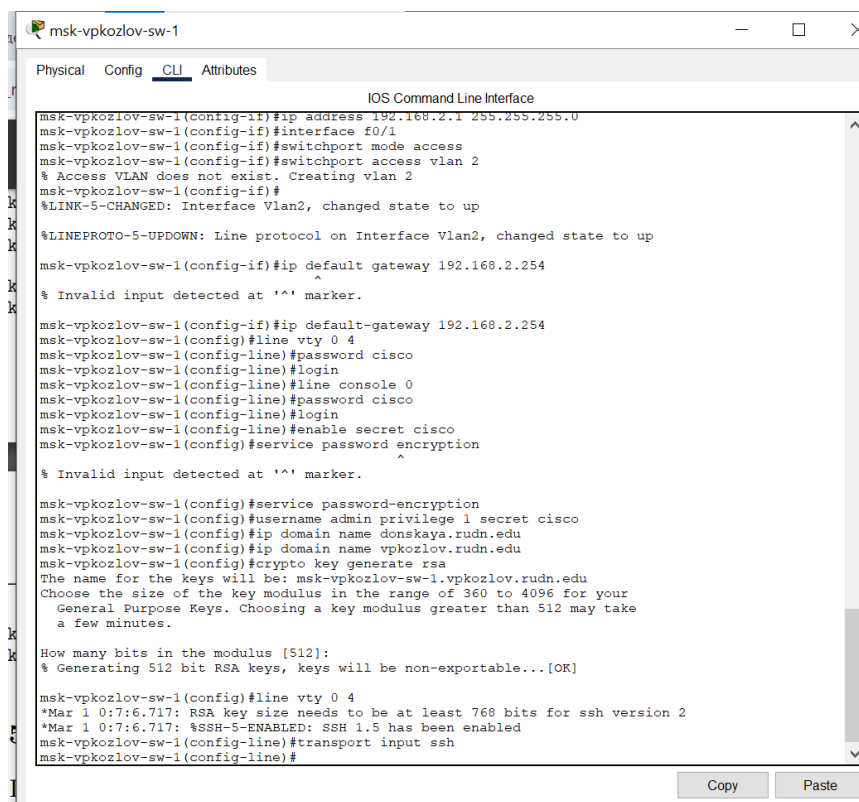 msk-vpkozlov-sw-1
Physical Config CLI Attributes
IOS Command Line Interface
msk-vpkozlov-sw-1(config-if)#ip address 192.168.2.1 255.255.255.0
msk-vpkozlov-sw-1(config-if)#interface f0/1
msk-vpkozlov-sw-1(config-if)#switchport mode access
msk-vpkozlov-sw-1(config-if)#switchport access vlan 2
% Access VLAN does not exist. Creating vlan 2
msk-vpkozlov-sw-1(config-if)#
%LINK-5-CHANGED: Interface Vlan2, changed state to up
%LINEPROTO-5-UPDOWN: Line protocol on Interface Vlan2, changed state to up
msk-vpkozlov-sw-1(config-if)#ip default gateway 192.168.2.254
^
% Invalid input detected at '^' marker.
msk-vpkozlov-sw-1(config-if)#ip default-gateway 192.168.2.254
msk-vpkozlov-sw-1(config)#line vty 0 4
msk-vpkozlov-sw-1(config-line)#password cisco
msk-vpkozlov-sw-1(config-line)#login
msk-vpkozlov-sw-1(config-line)#line console 0
msk-vpkozlov-sw-1(config-line)#password cisco
msk-vpkozlov-sw-1(config-line)#login
msk-vpkozlov-sw-1(config-line)#enable secret cisco
msk-vpkozlov-sw-1(config)#service password encryption
^
% Invalid input detected at '^' marker.
msk-vpkozlov-sw-1(config)#service password-encryption
msk-vpkozlov-sw-1(config)#username admin privilege 1 secret cisco
msk-vpkozlov-sw-1(config)#ip domain name donskaya.rudn.edu
msk-vpkozlov-sw-1(config)#ip domain name vpkozlov.rudn.edu
msk-vpkozlov-sw-1(config)#crypto key generate rsa
The name for the keys will be: msk-vpkozlov-sw-1.vpkozlov.rudn.edu
Choose the size of the key modulus in the range of 360 to 4096 for your
General Purpose Keys. Choosing a key modulus greater than 512 may take
a few minutes.
How many bits in the modulus [512]:
% Generating 512 bit RSA keys, keys will be non-exportable...[OK]
msk-vpkozlov-sw-1(config)#line vty 0 4
*Mar 1 0:7:6.717: RSA key size needs to be at least 768 bits for ssh version 2
*Mar 1 0:7:6.717: %SSH-5-ENABLED: SSH 1.5 has been enabled
msk-vpkozlov-sw-1(config-line)#transport input ssh
msk-vpkozlov-sw-1(config-line)#
Copy Paste